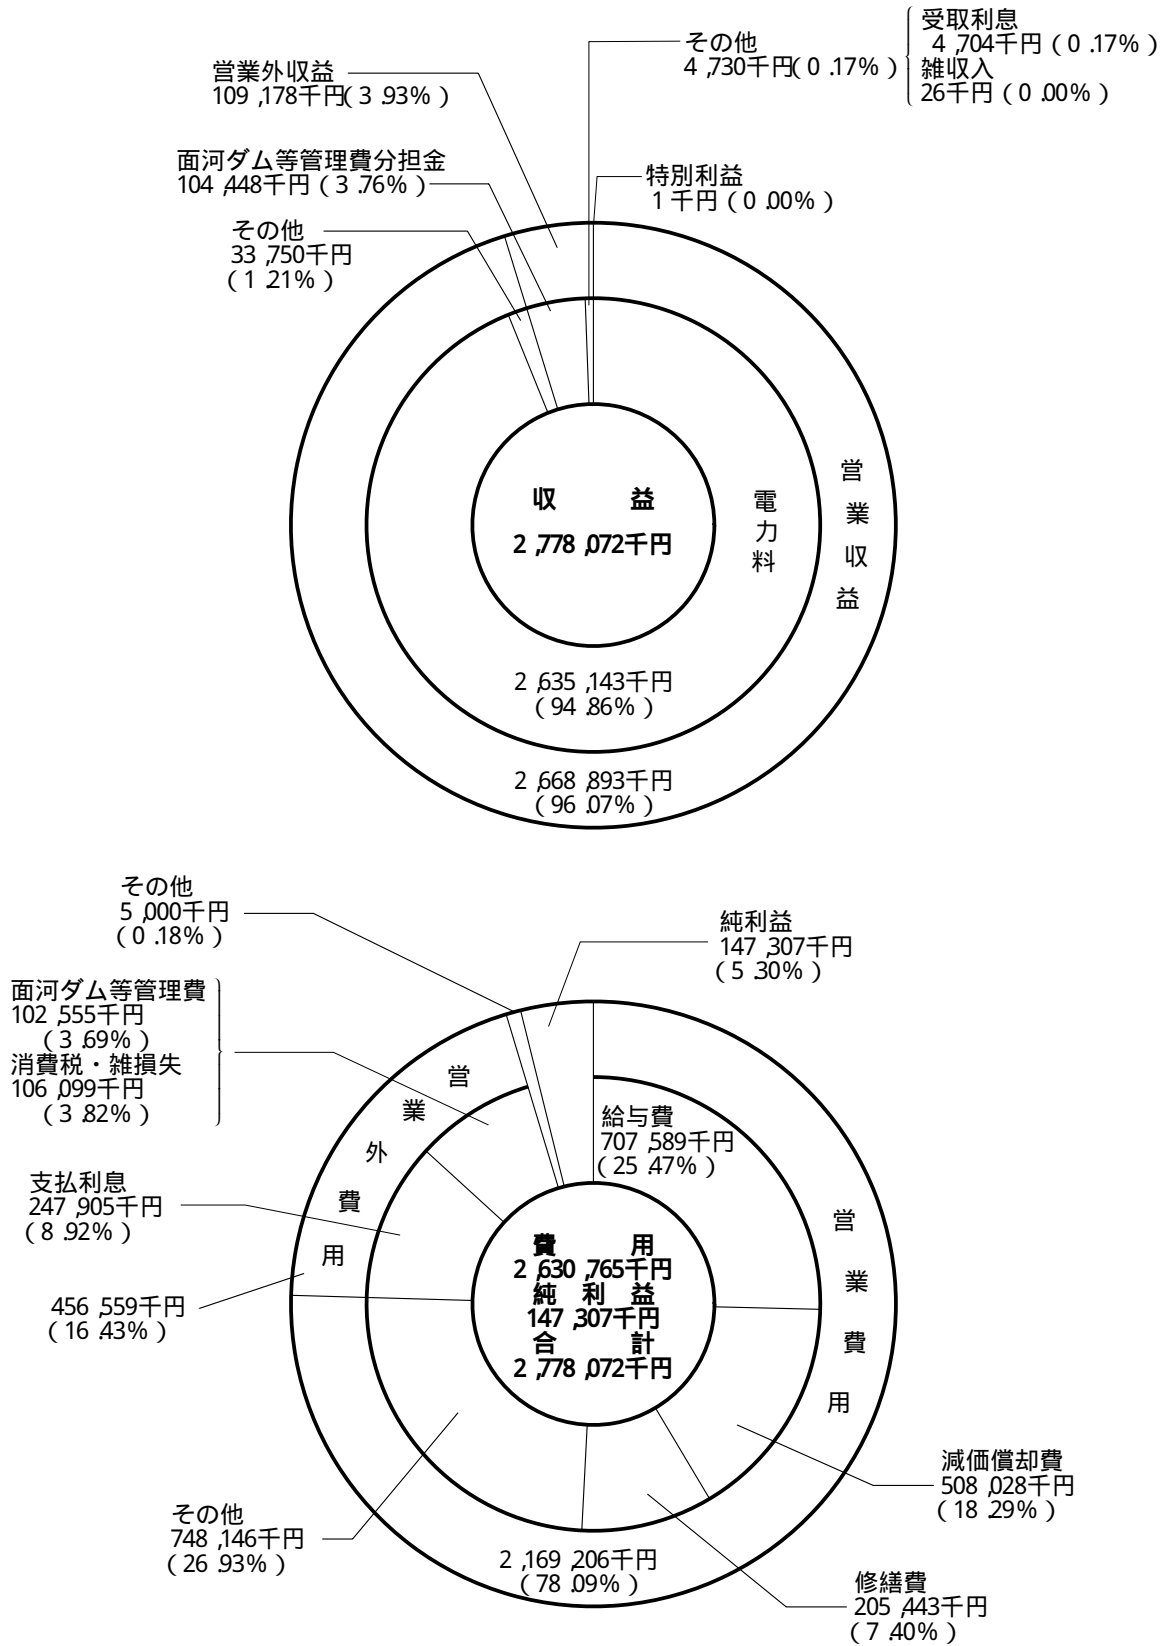 その他
4,730千円(0.17%)
受取利息
4,704千円(0.17%)
雑収入
26千円(0.00%)
営業外収益
109,178千円(3.93%)
面河ダム等管理費分担金
104,448千円(3.76%)
特別利益
1千円(0.00%)
その他
33,750千円
(1.21%)
収益
2,778,072千円
電力料
営業収益
2,635,143千円
(94.86%)
2,668,893千円
(96.07%)
その他
5,000千円
(0.18%)
純利益
147,307千円
(5.30%)
面河ダム等管理費
102,555千円
(3.69%)
消費税・雑損失
106,099千円
(3.82%)
営業外費用
給与費
707,589千円
(25.47%)
支払利息
247,905千円
(8.92%)
456,559千円
(16.43%)
費用
2,630,765千円
純利益
147,307千円
合計
2,778,072千円
営業費用
減価償却費
508,028千円
(18.29%)
その他
748,146千円
(26.93%)
2,169,206千円
(78.09%)
修繕費
205,443千円
(7.40%)